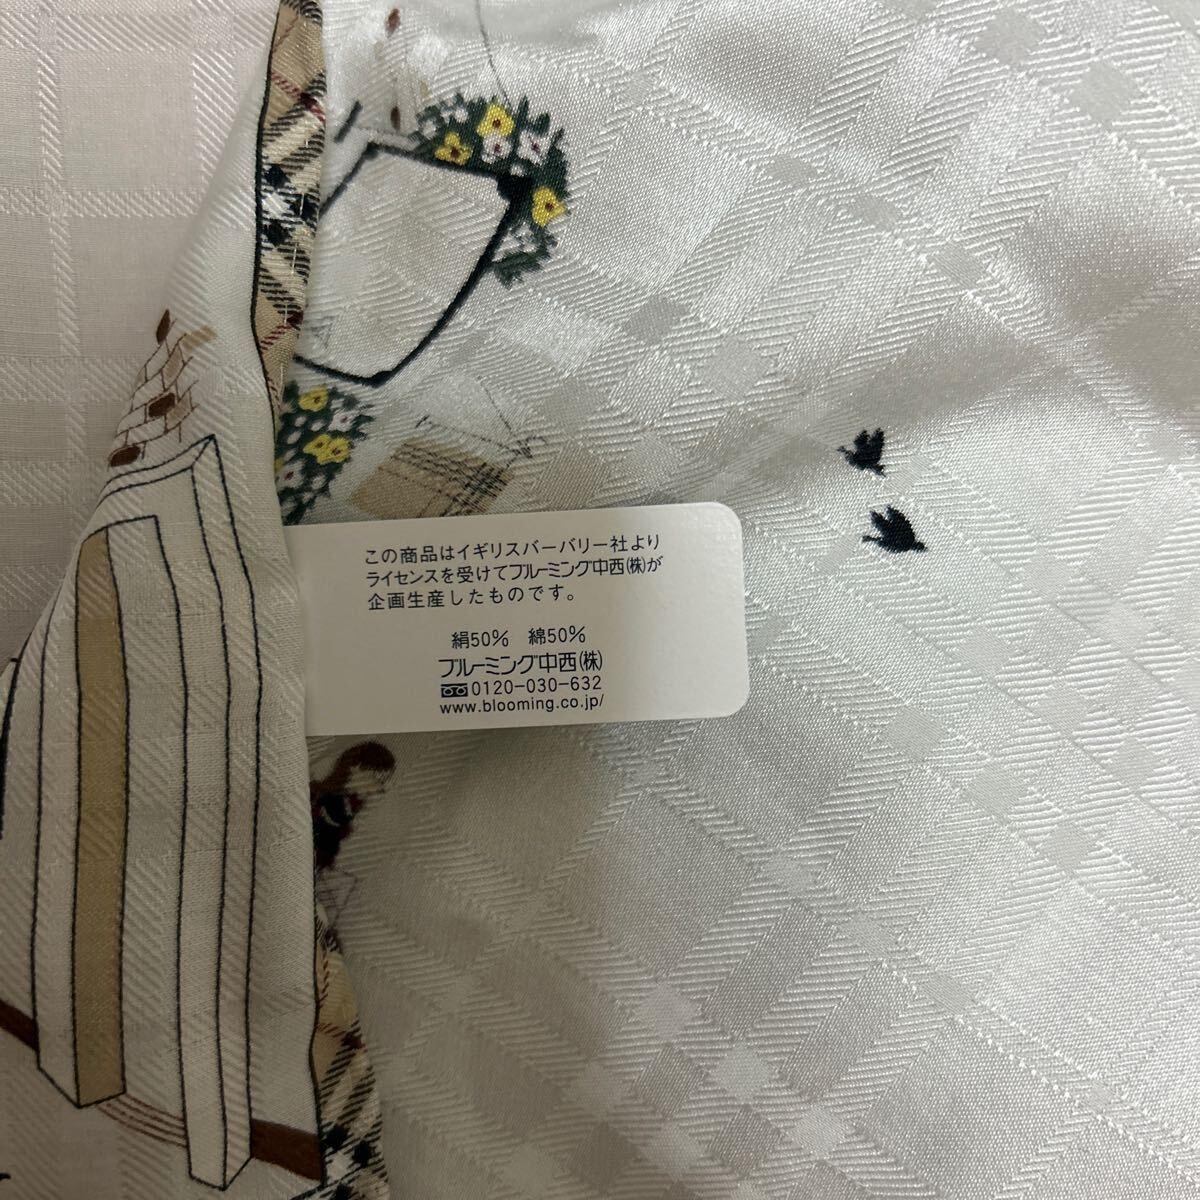 この商品はイギリスバーバリー社より
ライセンスを受けてブルーミング中西(株)が
企画生産したものです。
絹50% 綿50%
ブルーミング中西(株)
0120-030-632
www.blooming.co.jp/